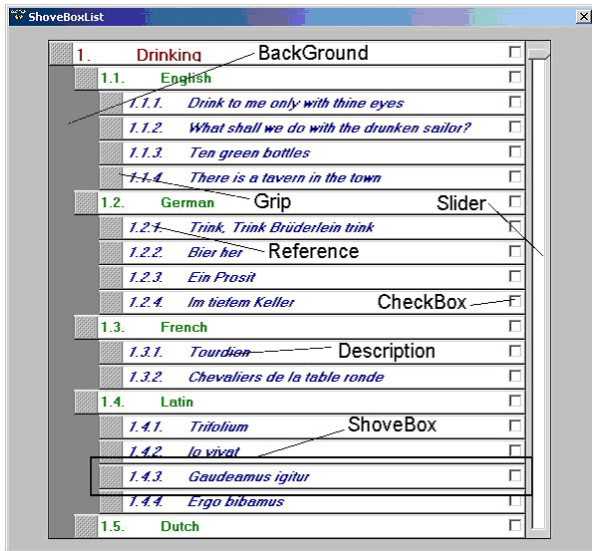 ShoveBoxList
1. Drinking BackGround
1.1. English
1.1.1. Drink to me only with thine eyes
1.1.2. What shall we do with the drunken sailor?
1.1.3. Ten green bottles
1.1.4. There is a tavern in the town
1.2. German Grip Slider
1.2.1. Trink, Trink Brüderlein trink
1.2.2. Bier her Reference
1.2.3. Ein Prosit
1.2.4. Im tiefem Keller CheckBox
1.3. French
1.3.1. Tourdion Description
1.3.2. Chevaliers de la table ronde
1.4. Latin
1.4.1. Trifolium ShoveBox
1.4.2. Io vivat
1.4.3. Gaudeamus igitur
1.4.4. Ergo bibamus
1.5. Dutch